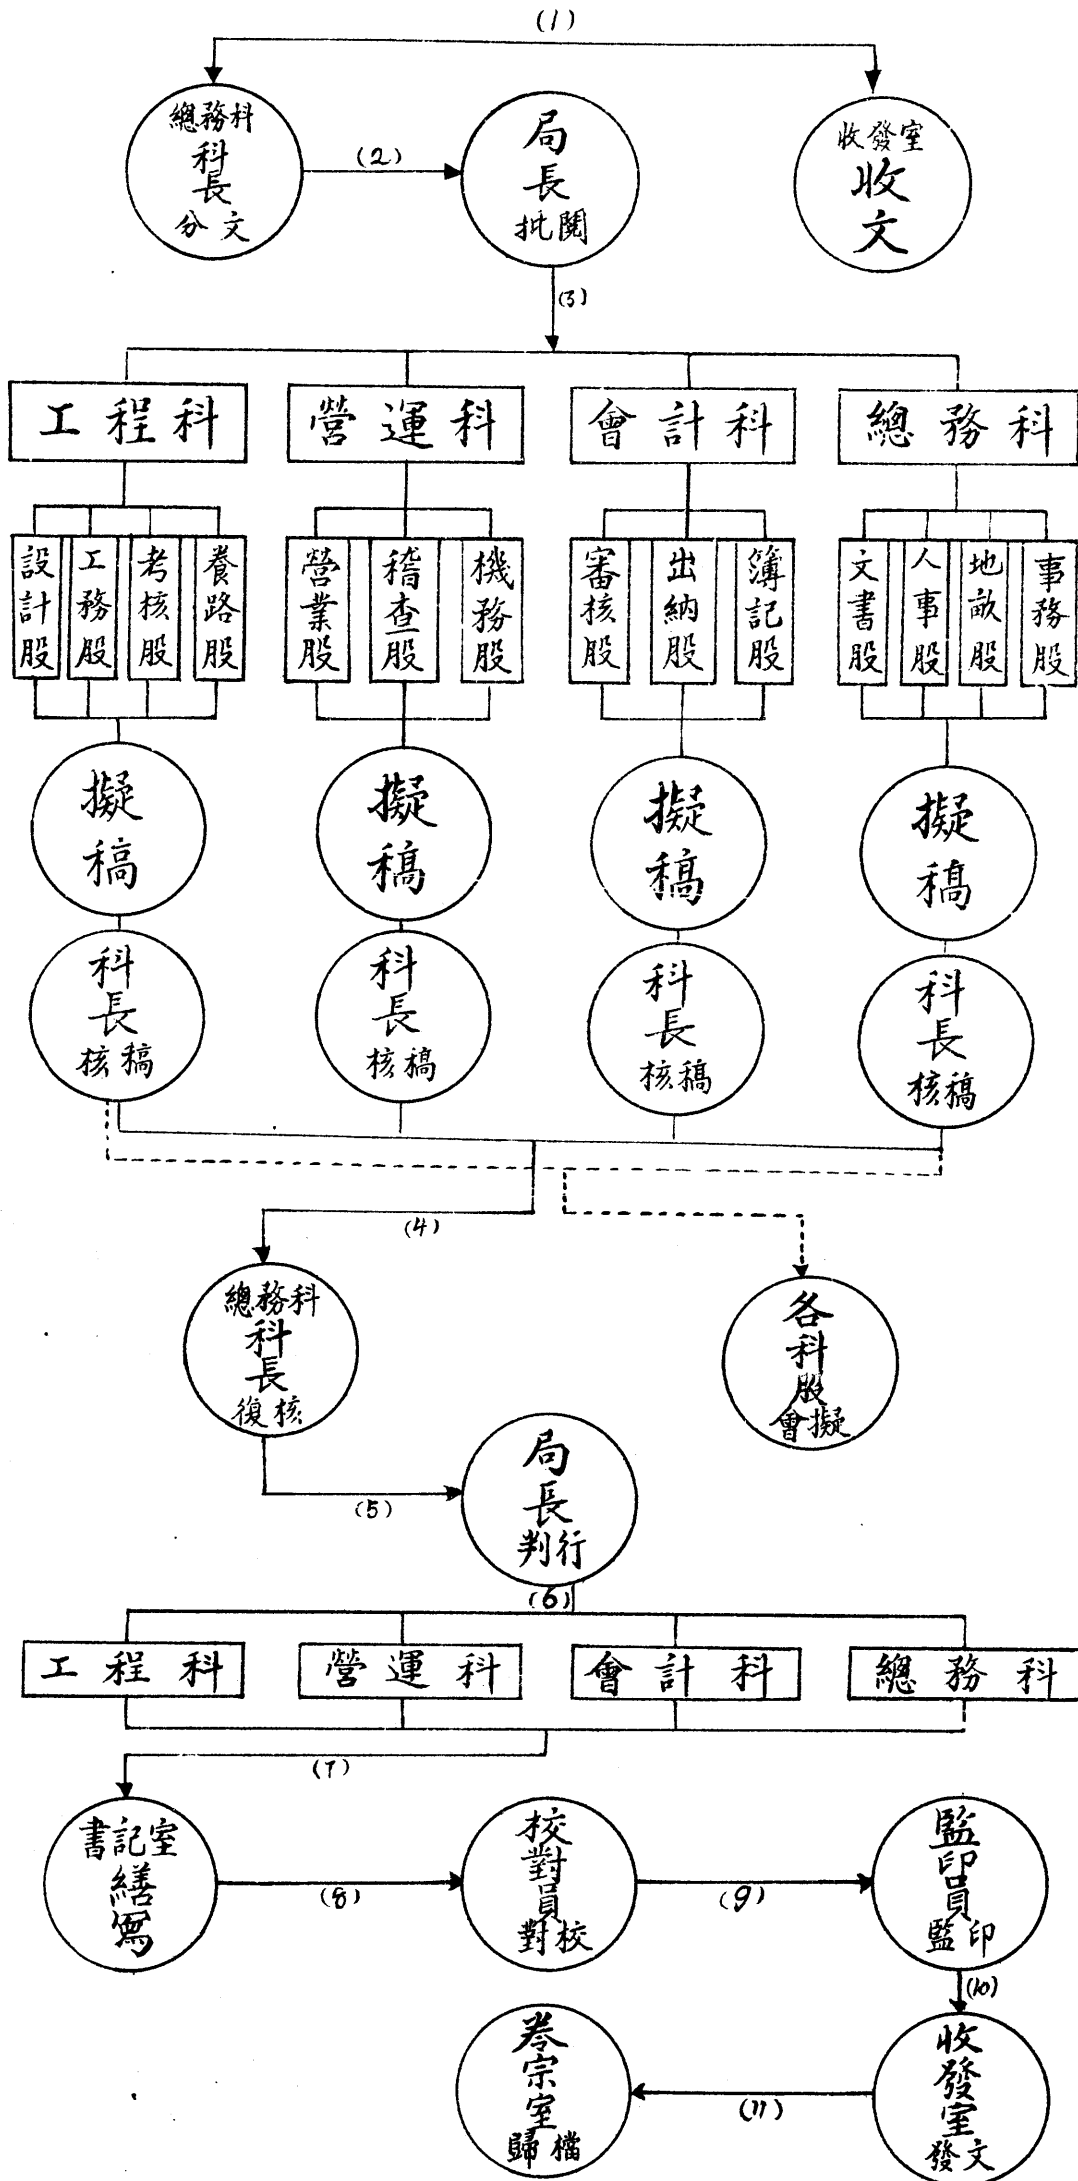 (1)
總務科
科長
分文
(2)
局長
批閱
收發室
收文
(3)
工程科
營運科
會計科
總務科
設計股
工務股
考核股
養路股
營業股
稽查股
機務股
審核股
出納股
簿記股
文書股
人事股
地畝股
事務股
擬稿
擬稿
擬稿
擬稿
科長
核稿
科長
核稿
科長
核稿
科長
核稿
(4)
總務科
科長
復核
各科股
會擬
(5)
局長
判行
(6)
工程科
營運科
會計科
總務科
(7)
書記室
繕寫
(8)
校對員
對校
(9)
監印員
監印
(10)
收發室
發文
(11)
卷宗室
歸檔